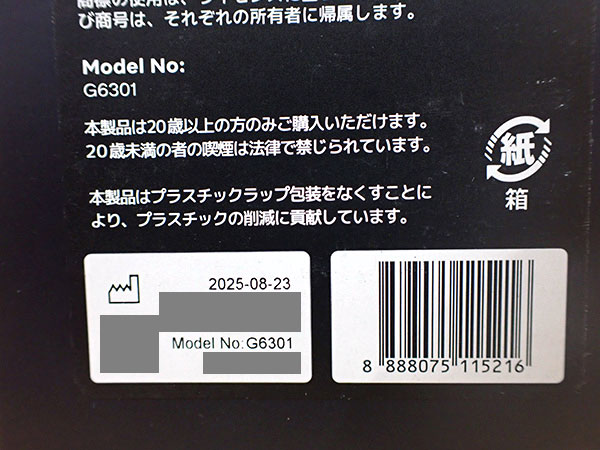 び商号は、それぞれの所有者に帰属します。
Model No:
G6301
本製品は20歳以上の方のみご購入いただけます。
20歳未満の者の喫煙は法律で禁じられています。
紙
箱
本製品はプラスチックラップ包装をなくすことに
より、プラスチックの削減に貢献しています。
2025-08-23
Model No:G6301
8 888075 115216